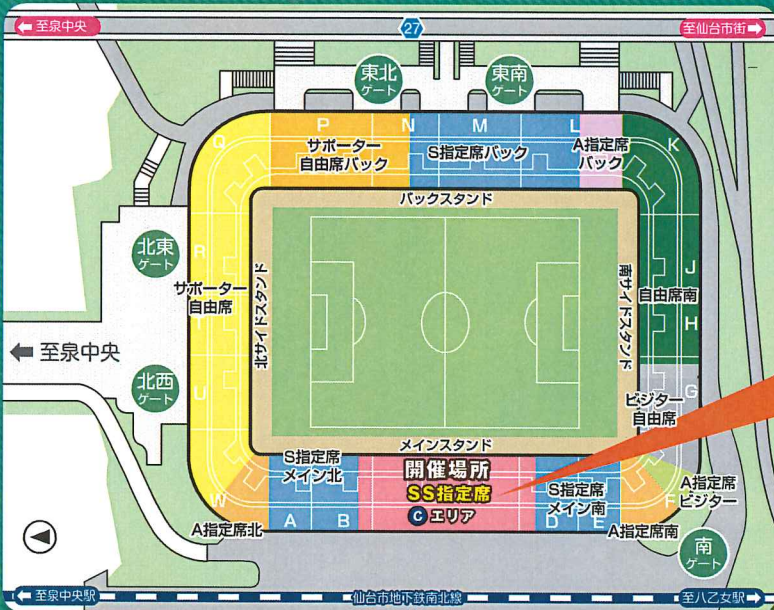 至泉中央
27
至仙台市街
東北
ゲート
東南
ゲート
Q
P
N
M
L
K
サポーター
自由席バック
S指定席バック
A指定席
バック
バックスタンド
北東
ゲート
R
サポーター
自由席
T
北サイドスタンド
南サイドスタンド
J
自由席南
H
至泉中央
北西
ゲート
U
G
ビジター
自由席
メインスタンド
S指定席
メイン北
開催場所
SS指定席
C エリア
S指定席
メイン南
A指定席
ビジター
W
A
B
D
E
F
A指定席北
A指定席南
南
ゲート
至泉中央駅
仙台市地下鉄南北線
至八乙女駅